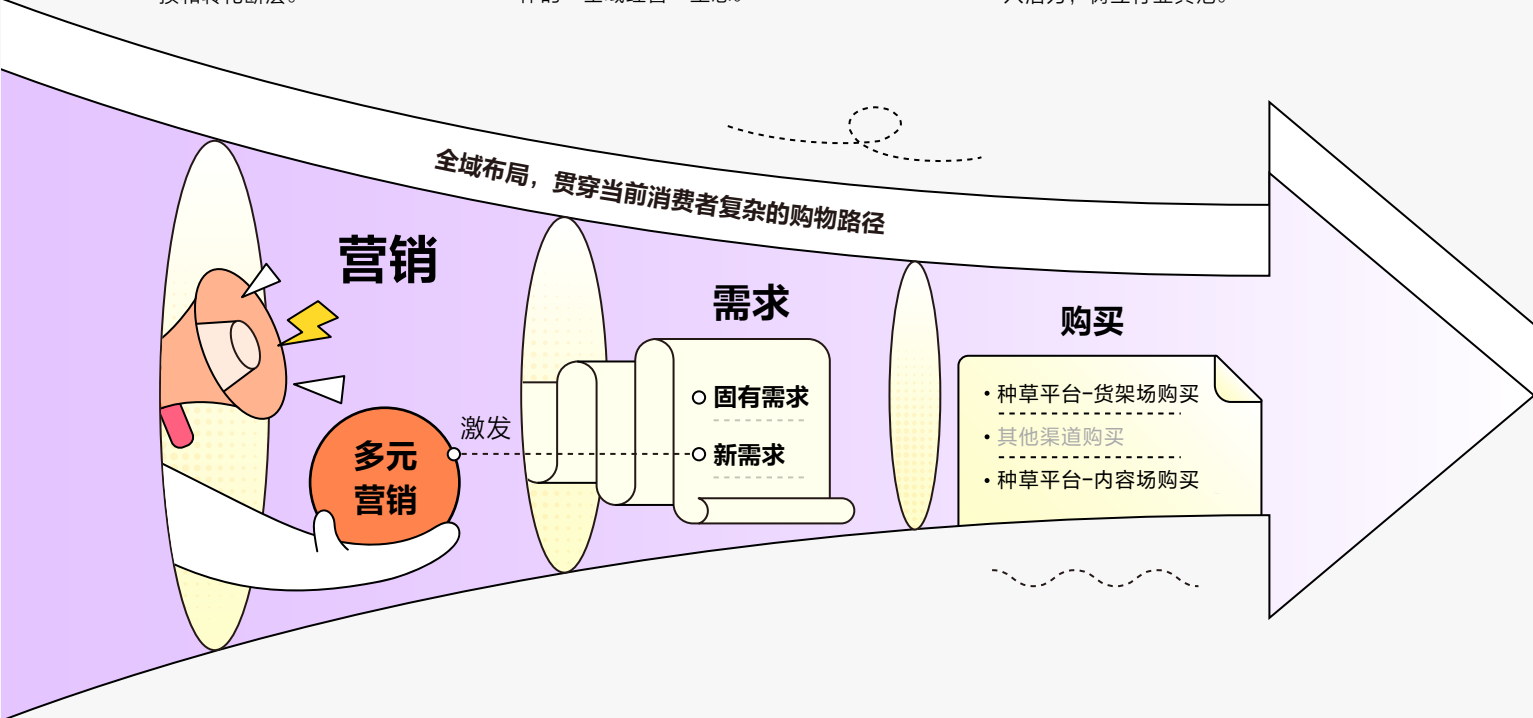 全域布局，贯穿当前消费者复杂的购物路径
营销
需求
购买
固有需求
• 种草平台-货架场购买
激发
• 其他渠道购买
多元
营销
新需求
• 种草平台-内容场购买